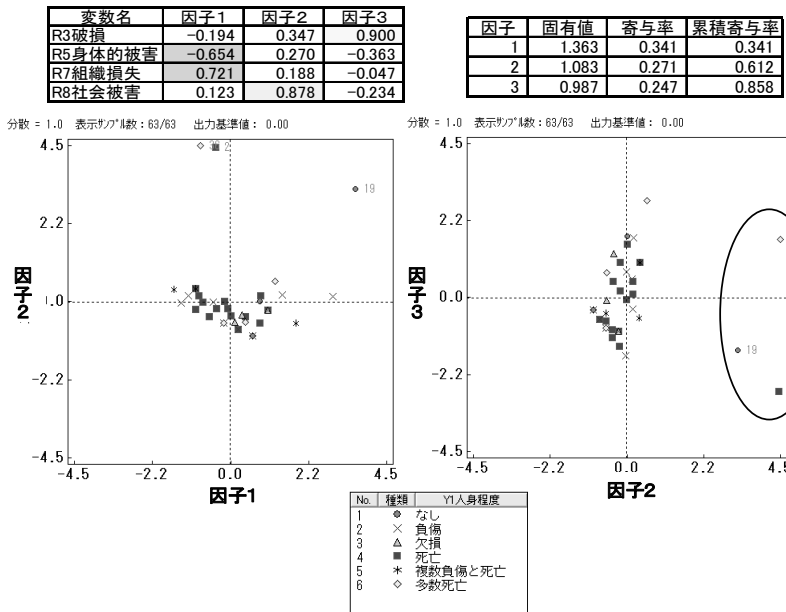 変数名 因子1 因子2 因子3
R3破損 −0.194 0.347 0.900
R5身体的被害 −0.654 0.270 −0.363
R7組織損失 0.721 0.188 −0.047
R8社会被害 0.123 0.878 −0.234
因子 固有値 寄与率 累積寄与率
1 1.363 0.341 0.341
2 1.083 0.271 0.612
3 0.987 0.247 0.858
分散 = 1.0 表示ｻﾝﾌﾟﾙ数 : 63/63 出力基準値 : 0.00
4.5
2.2
1.0
−2.2
−4.5
因子2
19
−4.5 −2.2 0.0 2.2 4.5
因子1
分散 = 1.0 表示ｻﾝﾌﾟﾙ数 : 63/63 出力基準値 : 0.00
4.5
2.2
0.0
−2.2
−4.5
因子3
19
−4.5 −2.2 0.0 2.2 4.5
因子2
No. 種類 Y1人身程度
1 なし
2 負傷
3 欠損
4 死亡
5 複数負傷と死亡
6 多数死亡